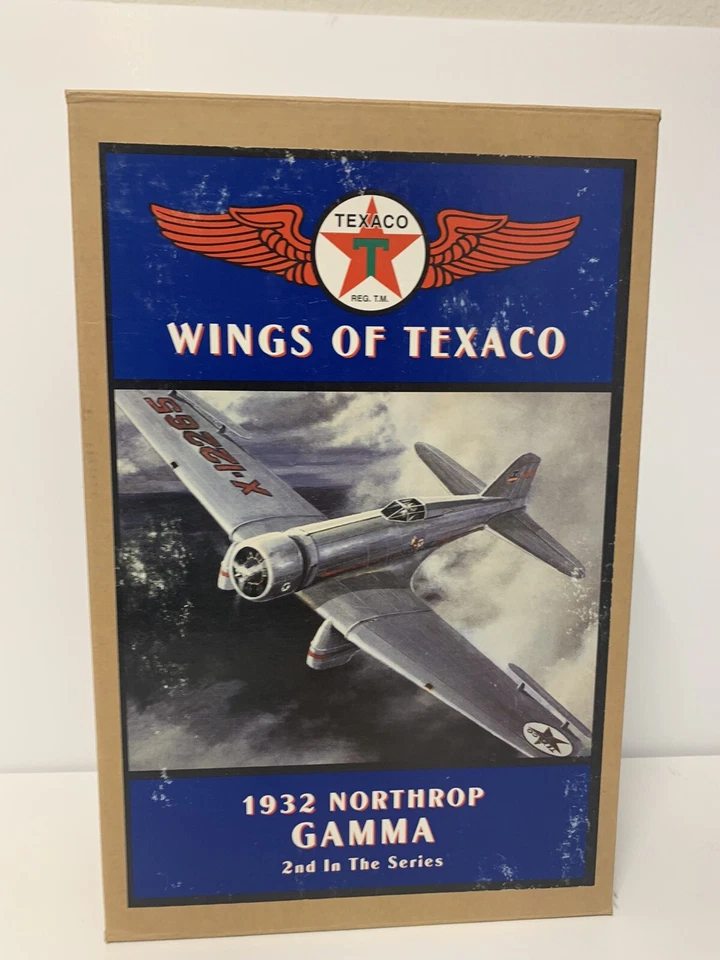 TEXACO
T
REG. T.M.
WINGS OF TEXACO
X-12265
1932 NORTHROP
GAMMA
2nd In The Series